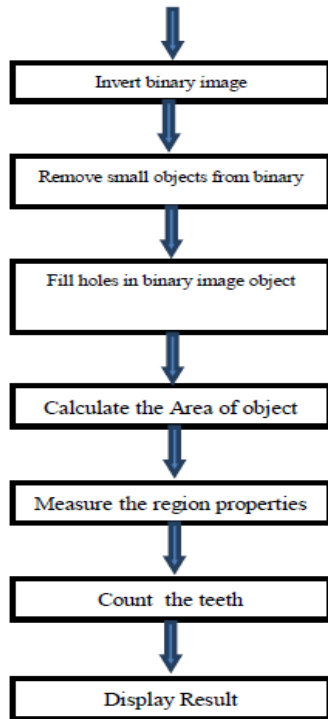 Invert binary image
Remove small objects from binary
Fill holes in binary image object
Calculate the Area of object
Measure the region properties
Count the teeth
Display Result